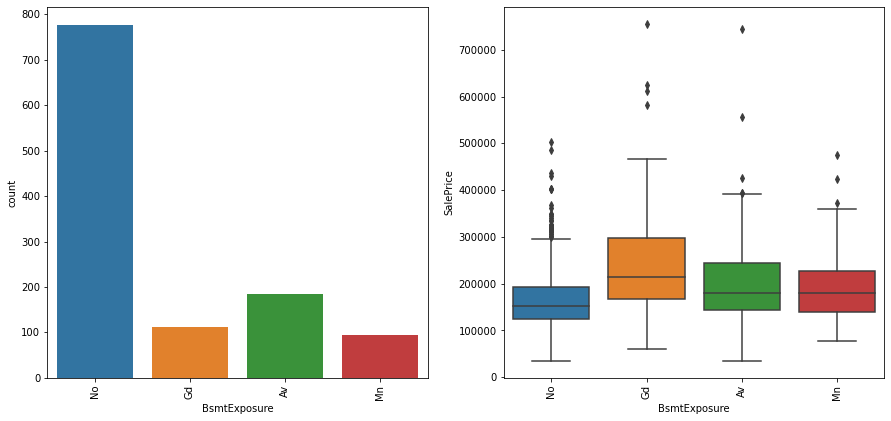 800
700
600
500
400
300
200
100
0
count
No
Gd
Av
Mn
BsmtExposure
700000
600000
500000
400000
300000
200000
100000
0
SalePrice
No
Gd
Av
Mn
BsmtExposure